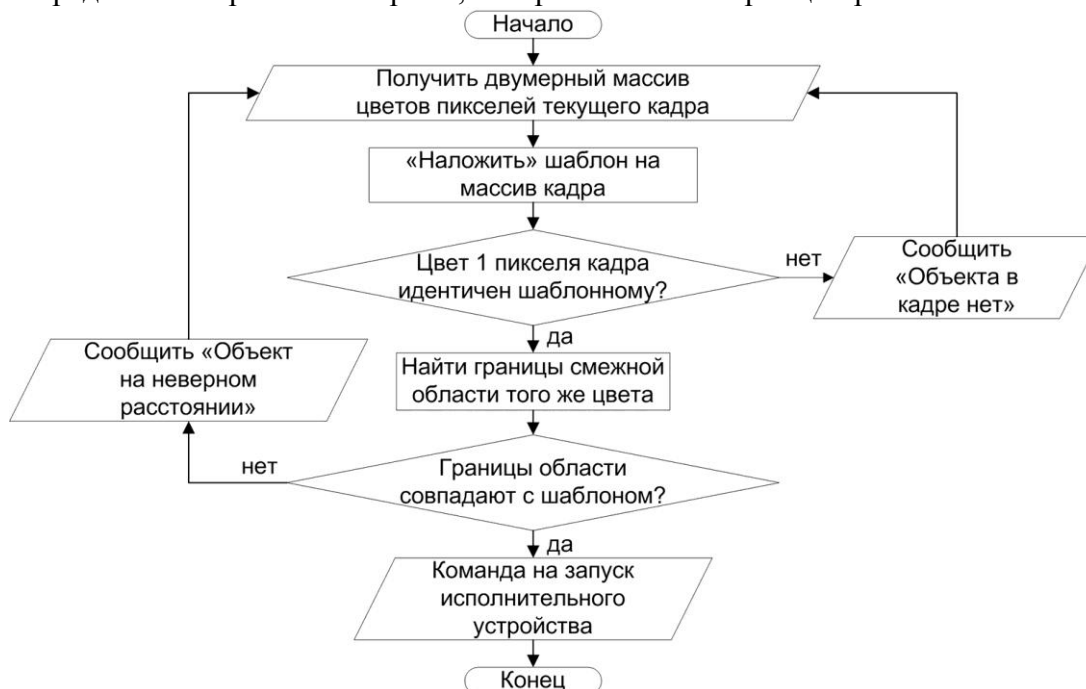 Начало
Получить двумерный массив
цветов пикселей текущего кадра
«Наложить» шаблон на
массив кадра
Цвет 1 пикселя кадра
идентичен шаблонному?
нет
Сообщить
«Объекта в
кадре нет»
да
Сообщить «Объект
на неверном
расстоянии»
Найти границы смежной
области того же цвета
нет
Границы области
совпадают с шаблоном?
да
Команда на запуск
исполнительного
устройства
Конец